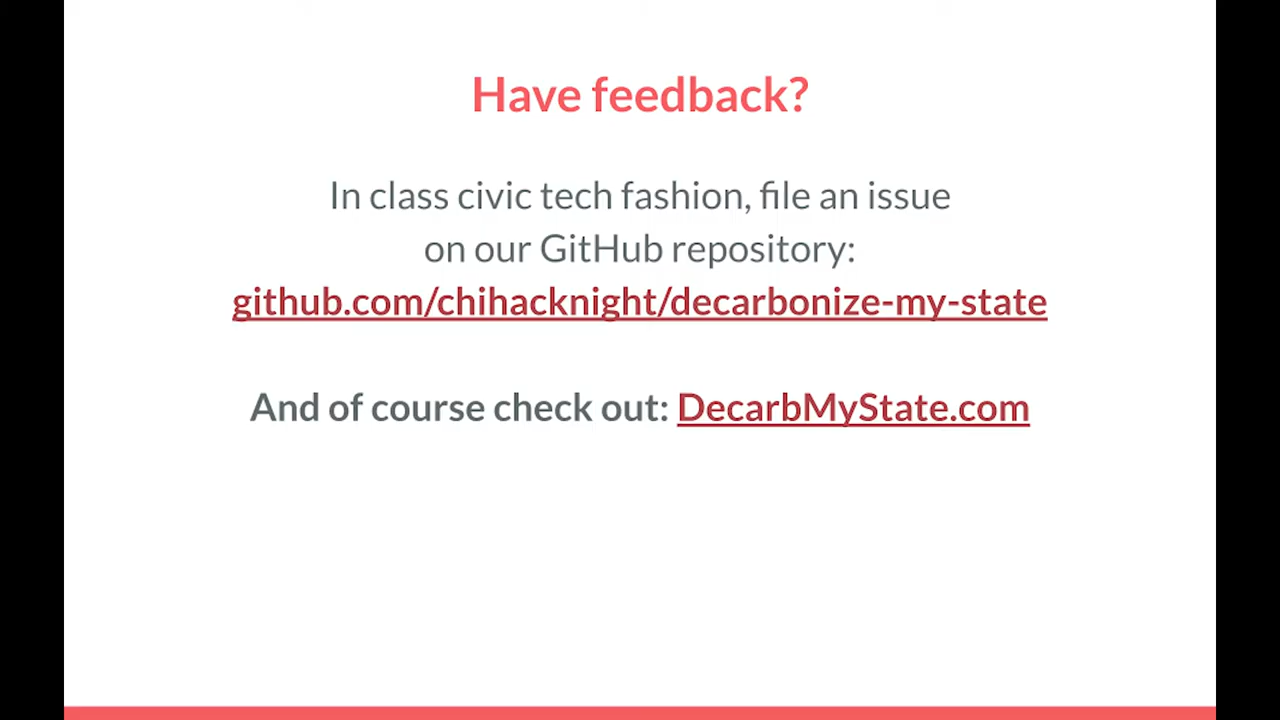 Have feedback?
In class civic tech fashion, file an issue
on our GitHub repository:
github.com/chihacknight/decarbonize-my-state
And of course check out: DecarbMyState.com